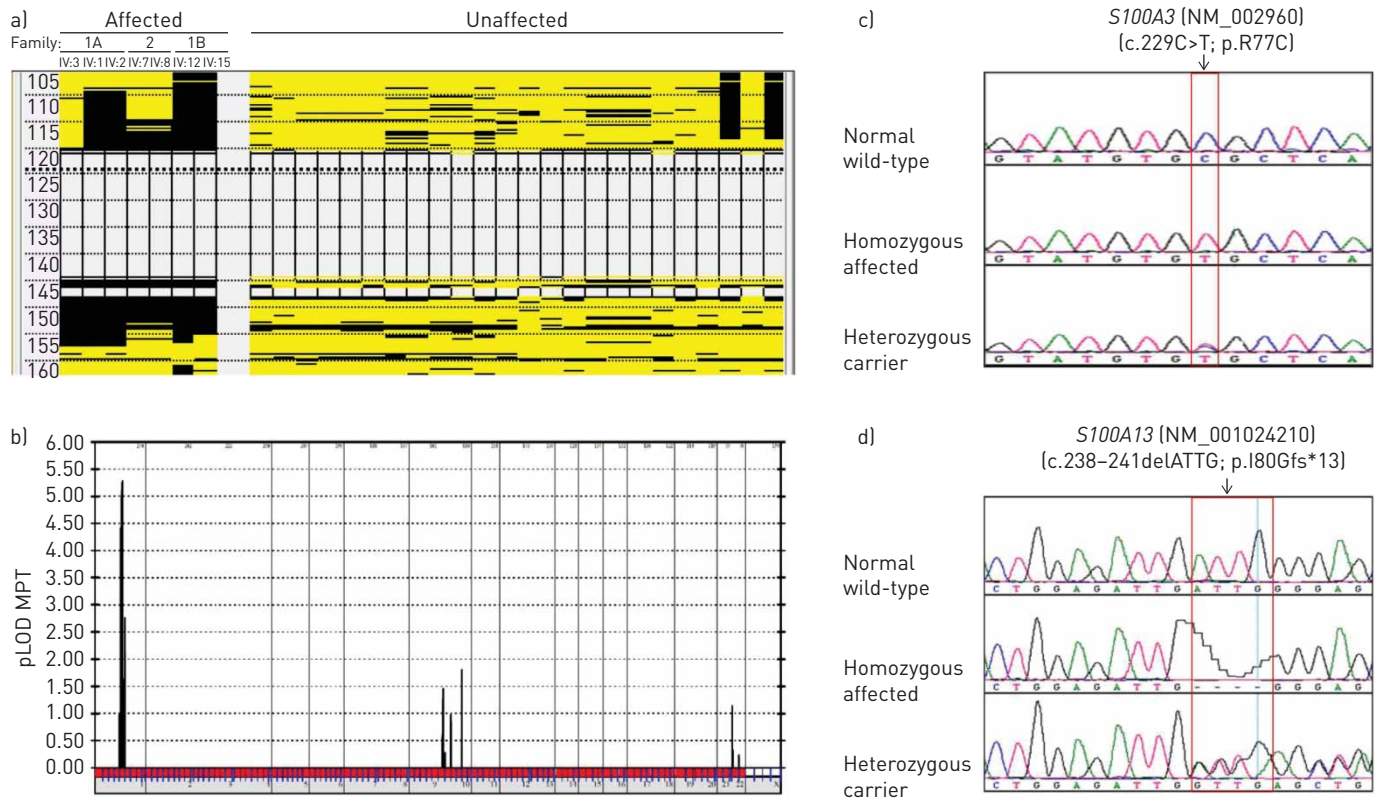 a)
Affected
Unaffected
Family: 1A 2 1B
IV:3 IV:1 IV:2 IV:7 IV:8 IV:12 IV:15
105
110
115
120
125
130
135
140
145
150
155
160
b)
pLOD MPT
6.00
5.50
5.00
4.50
4.00
3.50
3.00
2.50
2.00
1.50
1.00
0.50
0.00
c)
S100A3 (NM_002960)
(c.229C>T; p.R77C)
Normal
wild-type
G T A T G T G C G C T C A
Homozygous
affected
G T A T G T G T G C T C A
Heterozygous
carrier
G T A T G T G T G C T C A
d)
S100A13 (NM_001024210)
(c.238–241delATTG; p.I80Gfs*13)
Normal
wild-type
C T G G A G A T T G A T T G G G G A G
Homozygous
affected
C T G G A G A T T G - - - - G G G A G
Heterozygous
carrier
C T G G A G A T T G G T T G A G C T G